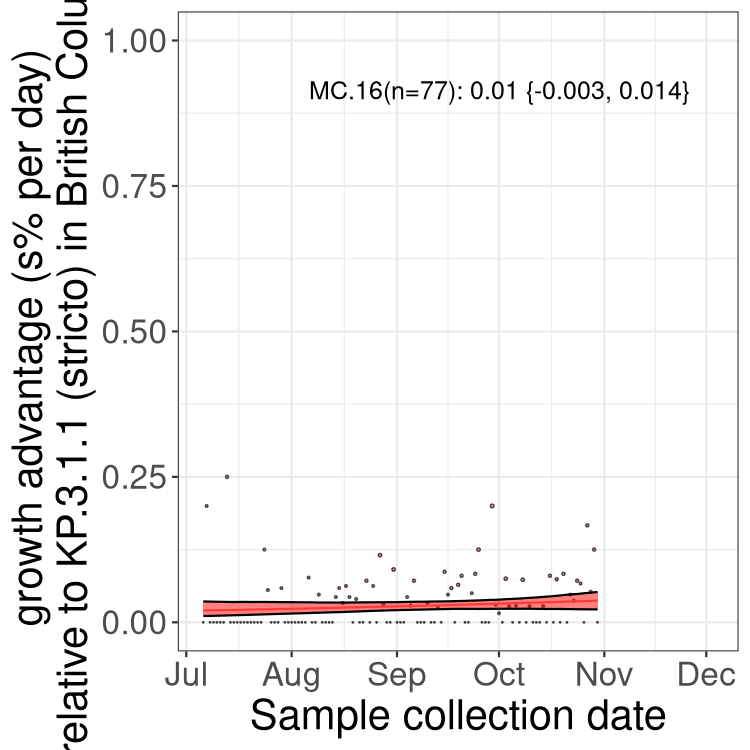 growth advantage (s% per day)
relative to KP.3.1.1 (stricto) in British Colu
1.00
0.75
0.50
0.25
0.00
MC.16(n=77): 0.01 {-0.003, 0.014}
Jul Aug Sep Oct Nov Dec
Sample collection date